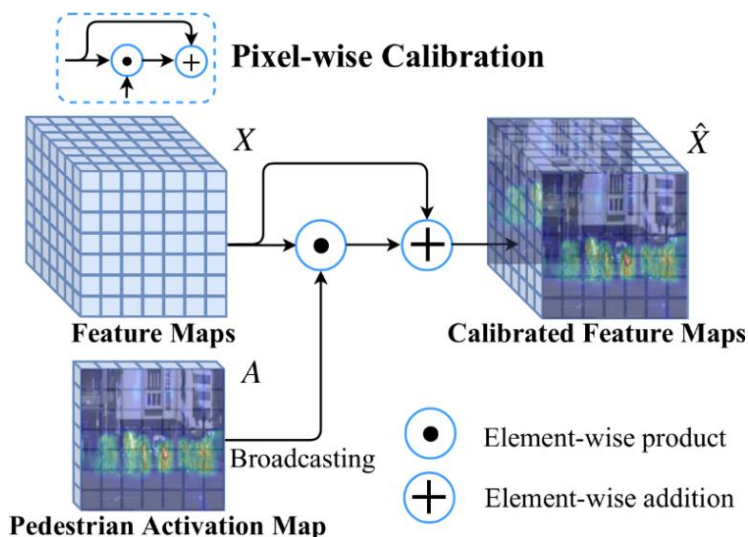 Pixel-wise Calibration
X
X̂
Feature Maps
Calibrated Feature Maps
A
Broadcasting
Pedestrian Activation Map
Element-wise product
Element-wise addition